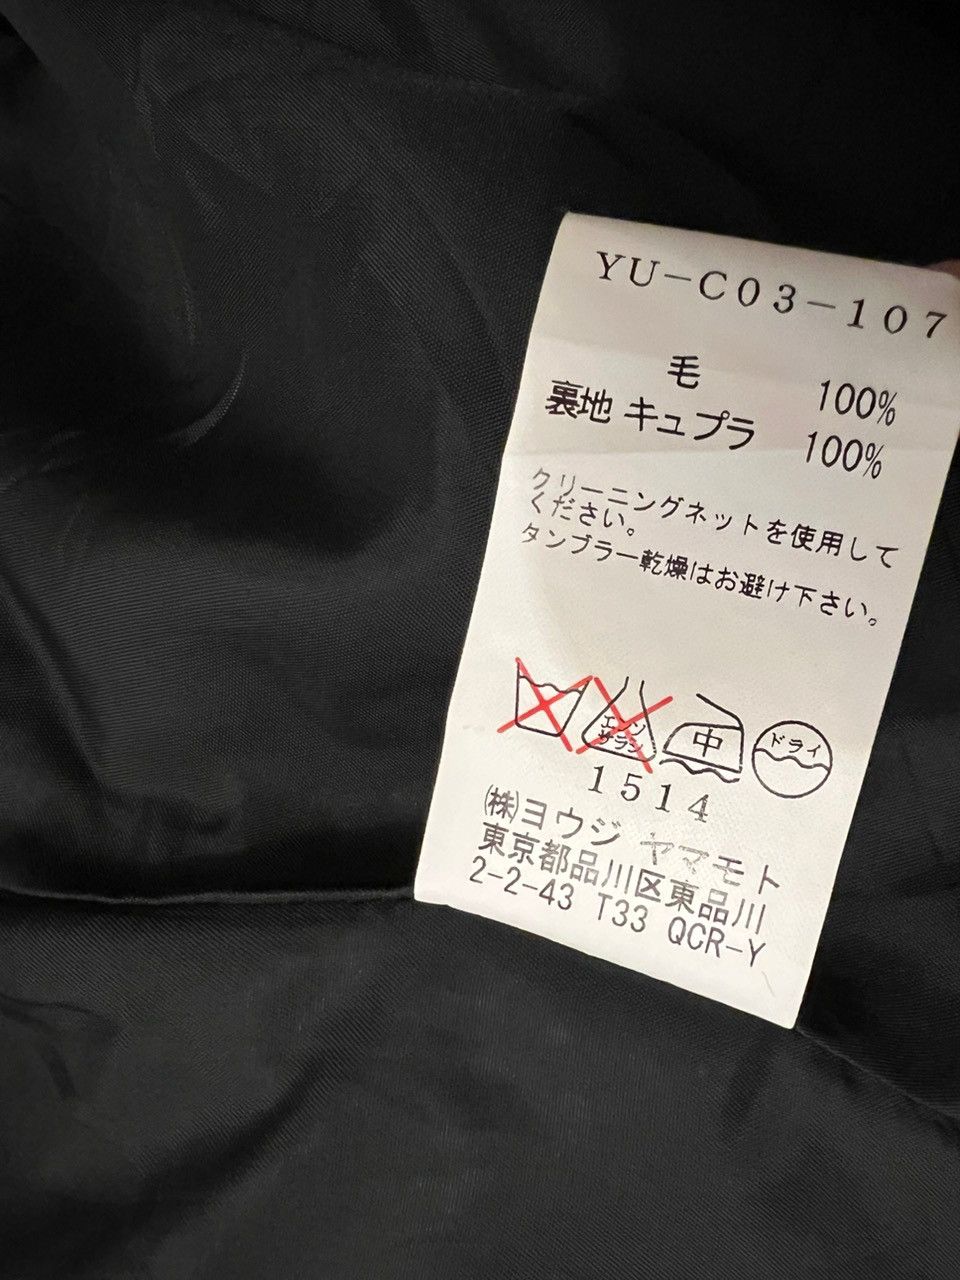 YU-C03-107
毛 100%
裏地 キュプラ 100%
クリーニングネットを使用して
ください。
タンブラー乾燥はお避け下さい。
エンソ
サラシ
中
ドライ
1514
㈱ヨウジ ヤマモト
東京都品川区東品川
2-2-43 T33 QCR-Y